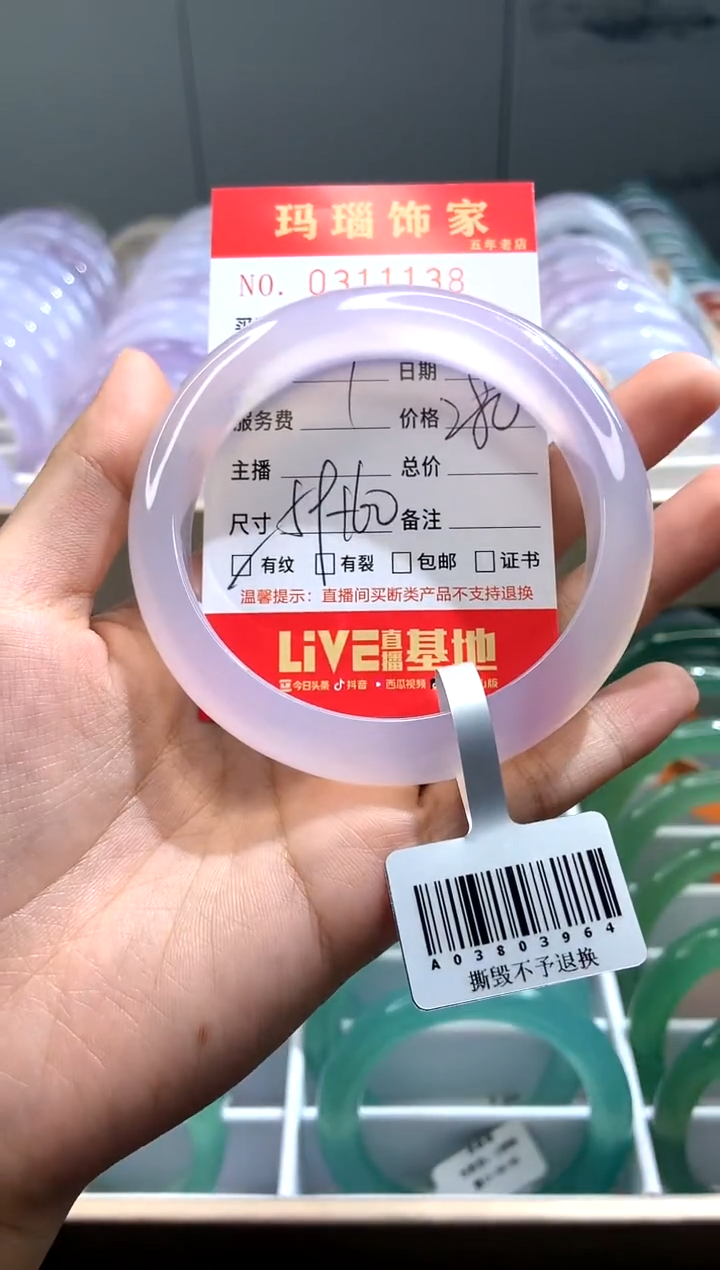 玛瑙饰家
五年老店
NO. 0311138
日期
服务费 价格 280
主播 总价
尺寸 备注
有纹 有裂 包邮 证书
温馨提示：直播间买断类产品不支持退换
LiVE直播基地
今日头条 抖音 西瓜视频
A03803964
撕毁不予退换